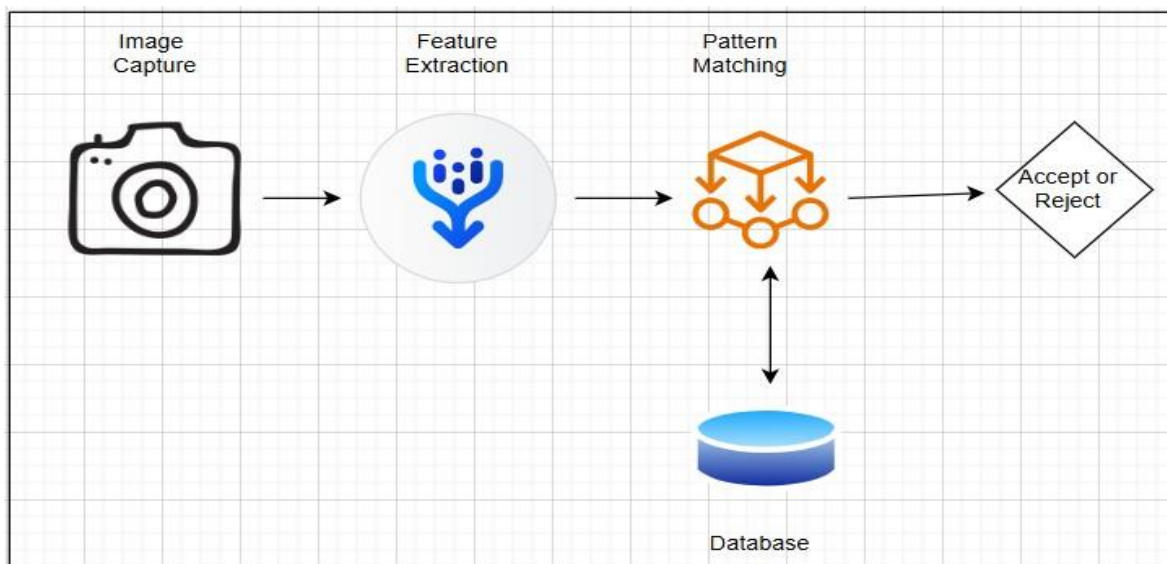 Image
Capture
Feature
Extraction
Pattern
Matching
Accept or
Reject
Database